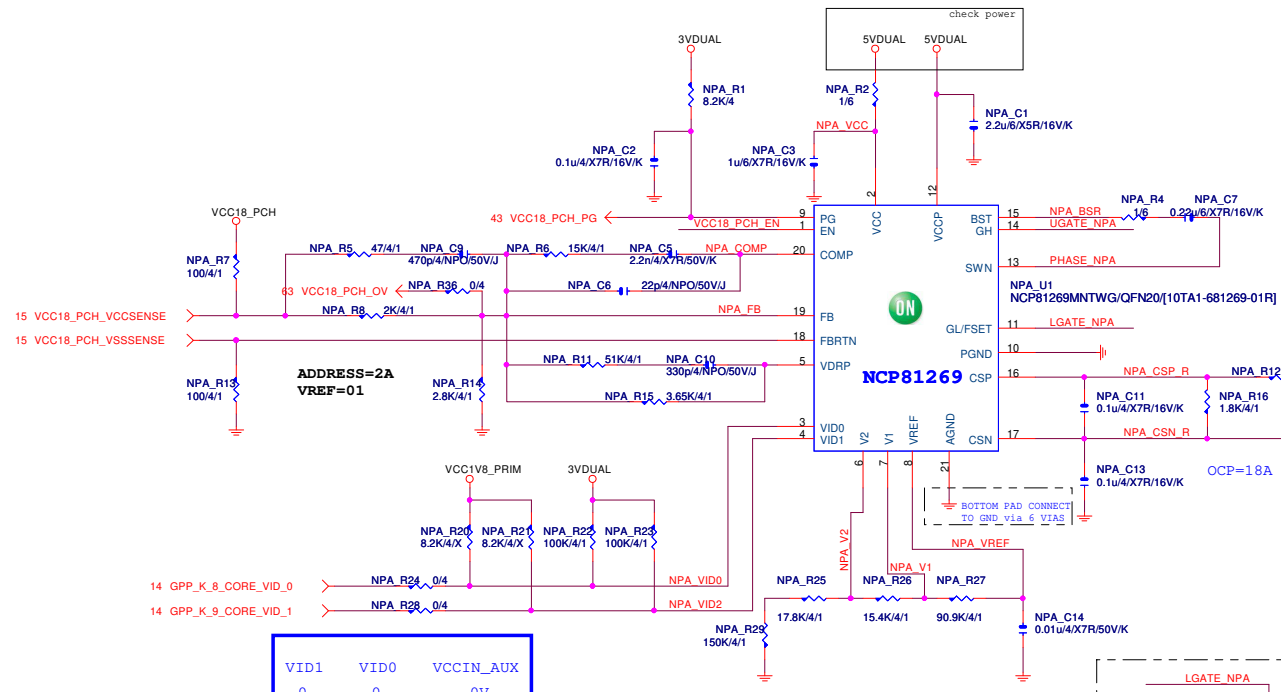 check power
3VDUAL
5VDUAL
5VDUAL
NPA_R1
8.2K/4
NPA_R2
1/6
NPA_C1
2.2u/6/X5R/16V/K
NPA_VCC
NPA_C2
0.1u/4/X7R/16V/K
NPA_C3
1u/6/X7R/16V/K
2
12
VCC
VCCP
VCC18_PCH
43 VCC18_PCH_PG
VCC18_PCH_EN
9
1
PG
EN
BST
GH
15
14
NPA_BSR
UGATE_NPA
NPA_R4
1/6
NPA_C7
0.22u/6/X7R/16V/K
NPA_R7
100/4/1
NPA_R5
47/4/1
NPA_C9
470p/4/NPO/50V/J
NPA_R6
15K/4/1
NPA_C5
2.2n/4/X7R/50V/K
NPA_COMP
20
COMP
SWN
13
PHASE_NPA
NPA_C6
22p/4/NPO/50V/J
63 VCC18_PCH_OV
NPA_R36
0/4
NPA_U1
NCP81269MNTWG/QFN20/[10TA1-681269-01R]
ON
15 VCC18_PCH_VCCSENSE
NPA_R8
2K/4/1
NPA_FB
19
FB
GL/FSET
11
LGATE_NPA
15 VCC18_PCH_VSSSENSE
18
FBRTN
PGND
10
NPA_R11
51K/4/1
NPA_C10
330p/4/NPO/50V/J
5
VDRP
NCP81269
CSP
16
NPA_CSP_R
NPA_R12
NPA_R13
100/4/1
ADDRESS=2A
VREF=01
NPA_R14
2.8K/4/1
NPA_R15
3.65K/4/1
NPA_C11
0.1u/4/X7R/16V/K
NPA_R16
1.8K/4/1
3
4
VID0
VID1
V2
V1
VREF
AGND
CSN
17
NPA_CSN_R
6
7
8
21
VCC1V8_PRIM
3VDUAL
NPA_C13
0.1u/4/X7R/16V/K
OCP=18A
BOTTOM PAD CONNECT
TO GND via 6 VIAS
NPA_R20
8.2K/4/X
NPA_R21
8.2K/4/X
NPA_R22
100K/4/1
NPA_R23
100K/4/1
NPA_V2
NPA_V1
NPA_VREF
14 GPP_K_8_CORE_VID_0
NPA_R24
0/4
NPA_VID0
14 GPP_K_9_CORE_VID_1
NPA_R28
0/4
NPA_VID2
NPA_R25
17.8K/4/1
NPA_R26
15.4K/4/1
NPA_R27
90.9K/4/1
NPA_R29
150K/4/1
NPA_C14
0.01u/4/X7R/50V/K
VID1 VID0 VCCIN_AUX
0 0 0V
LGATE_NPA